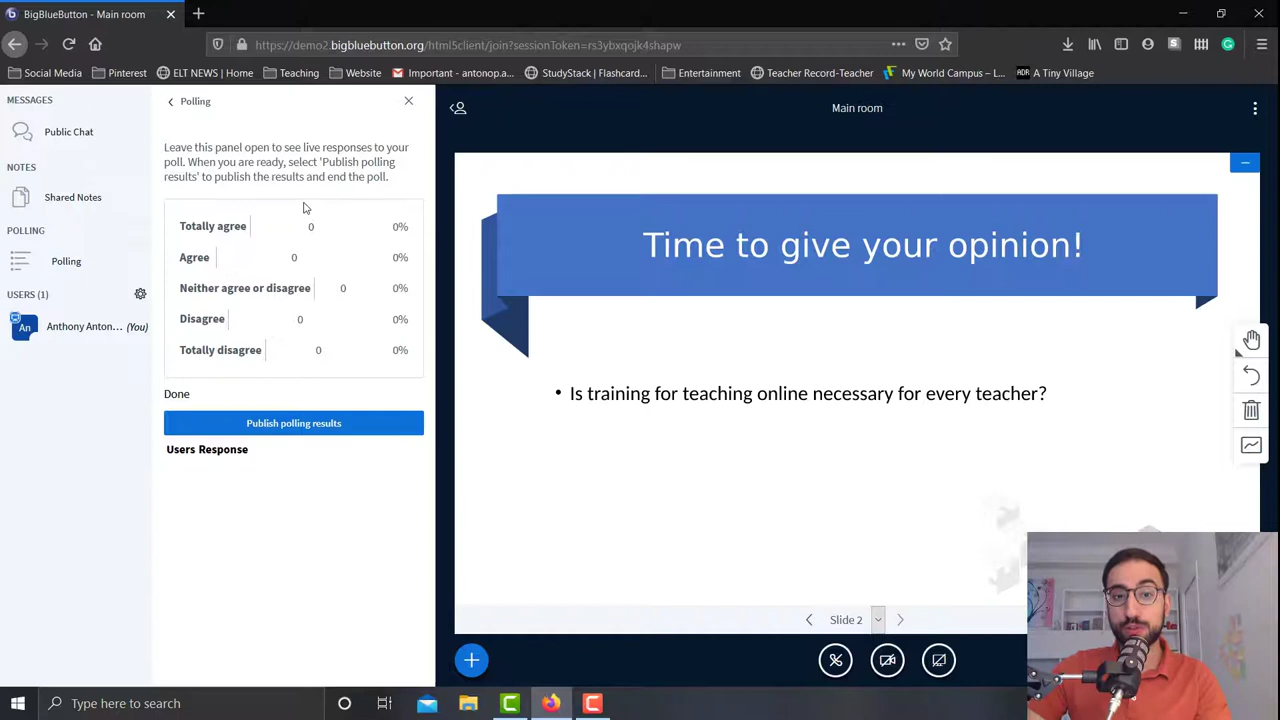 BigBlueButton - Main room
https://demo2.bigbluebutton.org/html5client/join?sessionToken=rs3ybxqojk4shapw
Social Media
Pinterest
ELT NEWS | Home
Teaching
Website
Important - antonop.a...
StudyStack | Flashcard...
Entertainment
Teacher Record-Teacher
My World Campus – L...
ADR
A Tiny Village
MESSAGES
Public Chat
NOTES
Shared Notes
POLLING
Polling
USERS (1)
An
Anthony Anton... (You)
Polling
Leave this panel open to see live responses to your
poll. When you are ready, select 'Publish polling
results' to publish the results and end the poll.
Totally agree 0 0%
Agree 0 0%
Neither agree or disagree 0 0%
Disagree 0 0%
Totally disagree 0 0%
Done
Publish polling results
Users Response
Main room
Time to give your opinion!
• Is training for teaching online necessary for every teacher?
Slide 2
Type here to search